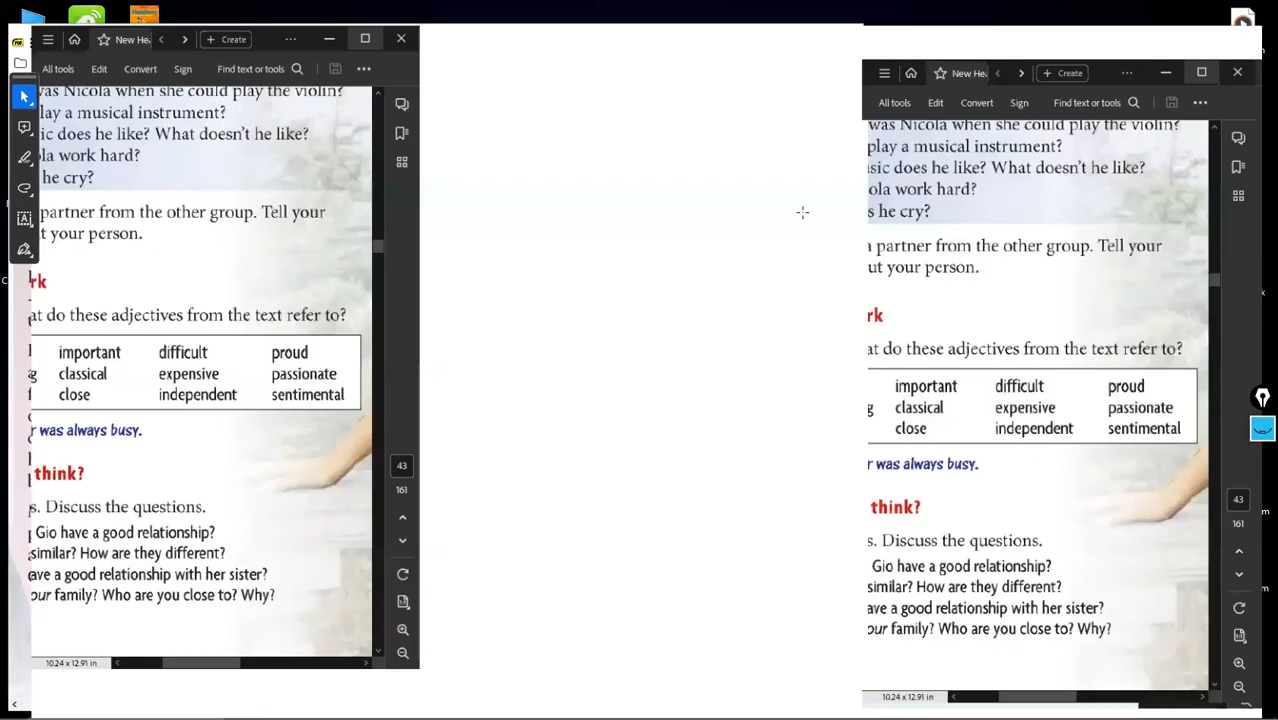 New Hea
Create
All tools
Edit
Convert
Sign
Find text or tools
was Nicola when she could play the violin?
lay a musical instrument?
sic does he like? What doesn't he like?
ola work hard?
he cry?
partner from the other group. Tell your
t your person.
rk
at do these adjectives from the text refer to?
important difficult proud
g classical expensive passionate
close independent sentimental
r was always busy.
think?
s. Discuss the questions.
Gio have a good relationship?
similar? How are they different?
ave a good relationship with her sister?
our family? Who are you close to? Why?
43
161
10.24 x 12.91 in
New Hea
Create
All tools
Edit
Convert
Sign
Find text or tools
was Nicola when she could play the violin?
play a musical instrument?
usic does he like? What doesn't he like?
ola work hard?
s he cry?
a partner from the other group. Tell your
ut your person.
rk
at do these adjectives from the text refer to?
important difficult proud
g classical expensive passionate
close independent sentimental
r was always busy.
think?
s. Discuss the questions.
Gio have a good relationship?
similar? How are they different?
ave a good relationship with her sister?
our family? Who are you close to? Why?
43
161
10.24 x 12.91 in